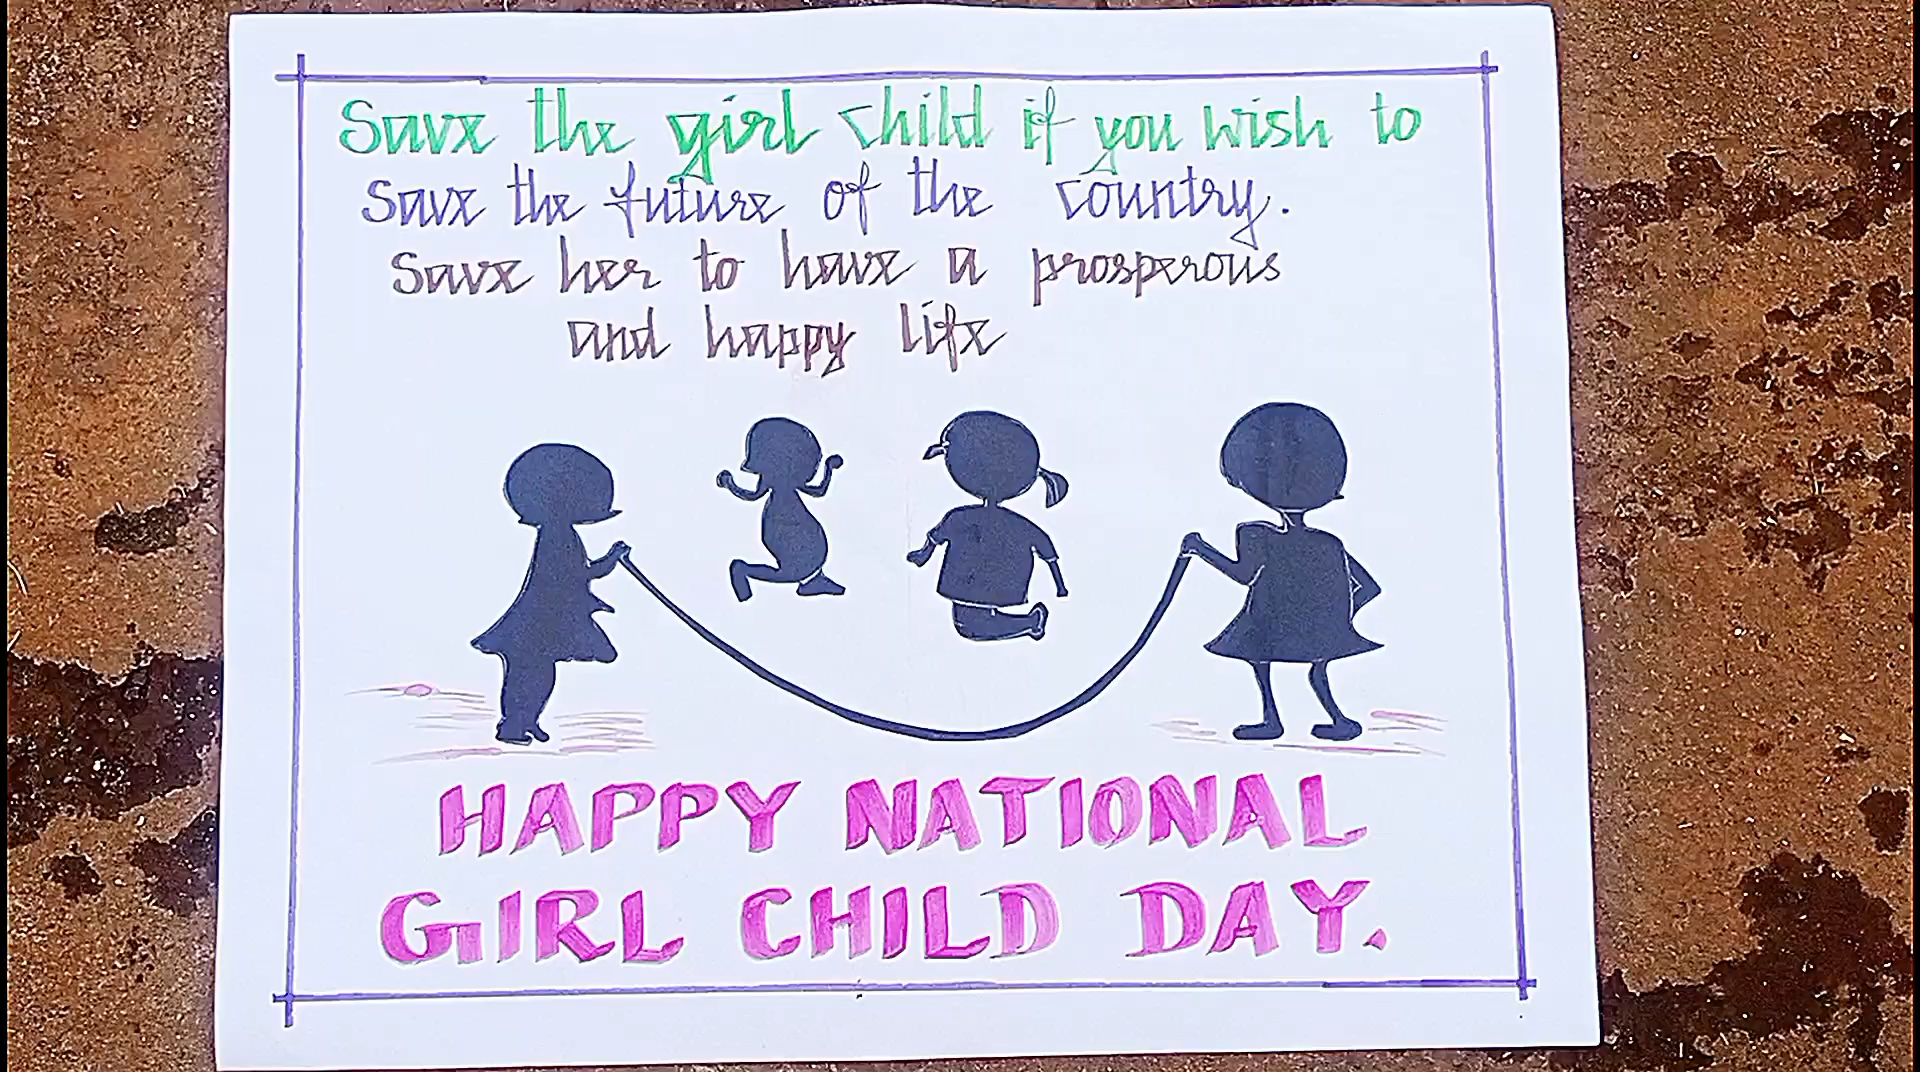 Save the girl child if you wish to
save the future of the country.
Save her to have a prosperous
and happy life
HAPPY NATIONAL
GIRL CHILD DAY.